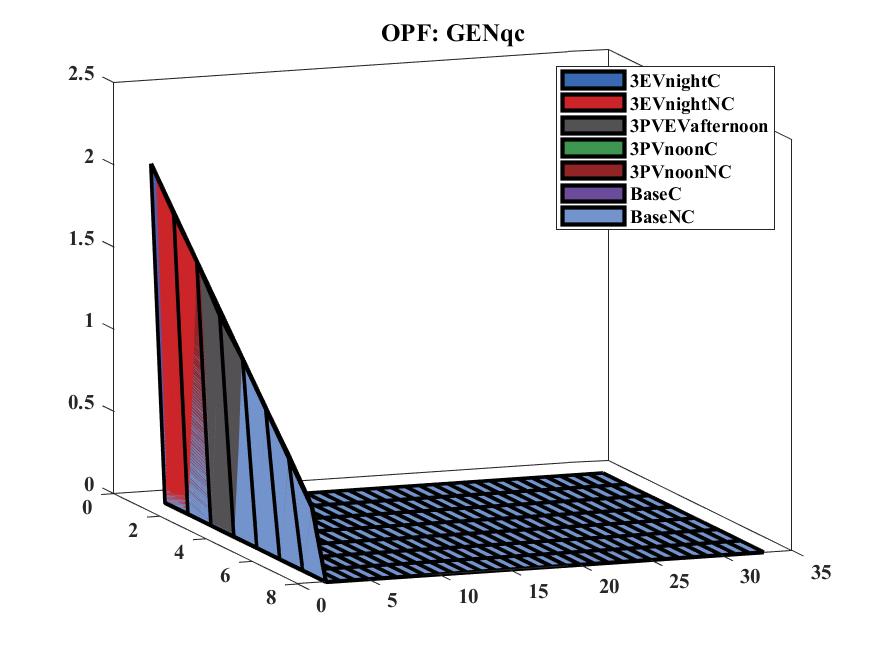 OPF: GENqc
3EVnightC
3EVnightNC
3PVEVafternoon
3PVnoonC
3PVnoonNC
BaseC
BaseNC
2.5
2
1.5
1
0.5
0
0
2
4
6
8
0
5
10
15
20
25
30
35